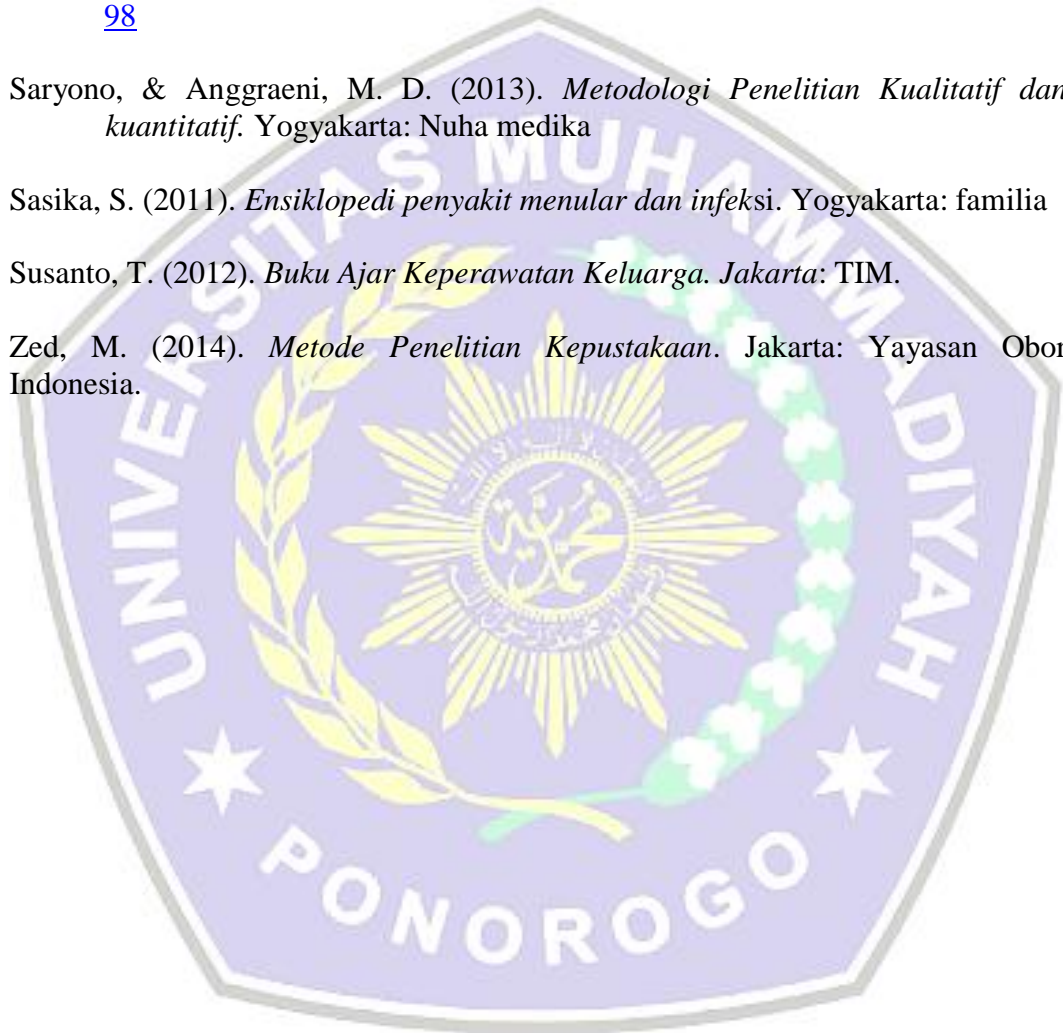 98
Saryono, & Anggraeni, M. D. (2013). Metodologi Penelitian Kualitatif dan
kuantitatif. Yogyakarta: Nuha medika
Sasika, S. (2011). Ensiklopedi penyakit menular dan infeksi. Yogyakarta: familia
Susanto, T. (2012). Buku Ajar Keperawatan Keluarga. Jakarta: TIM.
Zed, M. (2014). Metode Penelitian Kepustakaan. Jakarta: Yayasan Obor
Indonesia.
UNIVERSITAS MUHAMMADIYAH
PONOROGO
محمدية